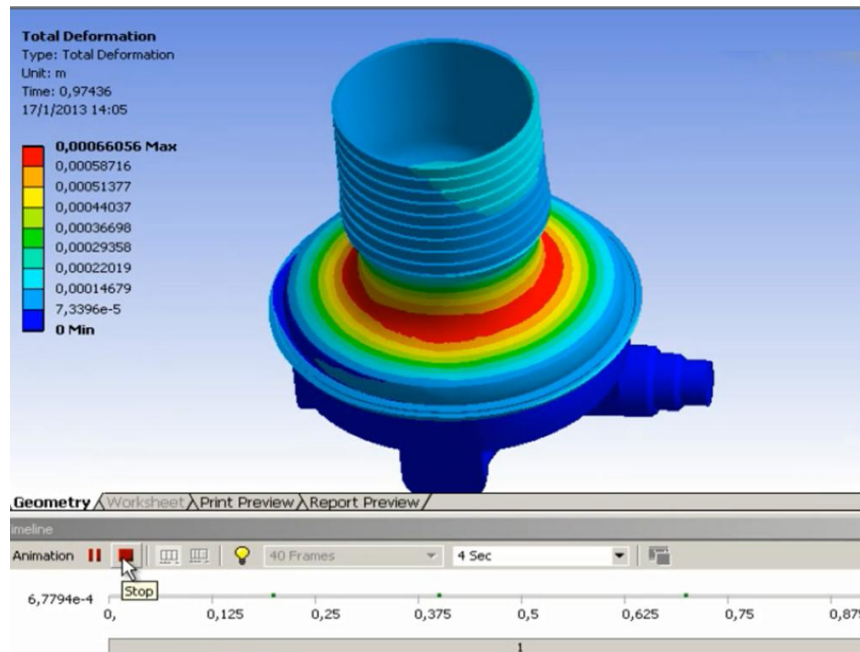 Total Deformation
Type: Total Deformation
Unit: m
Time: 0,97436
17/1/2013 14:05
0,00066056 Max
0,00058716
0,00051377
0,00044037
0,00036698
0,00029358
0,00022019
0,00014679
7,3396e-5
0 Min
Geometry Worksheet Print Preview Report Preview
imeline
Animation 40 Frames 4 Sec
Stop
6,7794e-4
0, 0,125 0,25 0,375 0,5 0,625 0,75 0,875
1